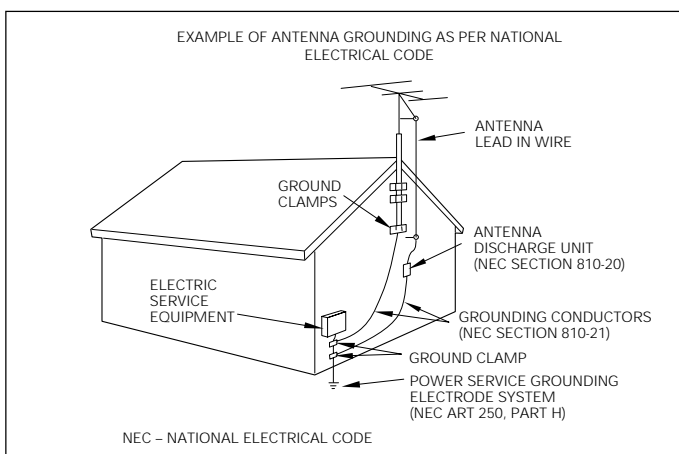 EXAMPLE OF ANTENNA GROUNDING AS PER NATIONAL
ELECTRICAL CODE
ANTENNA
LEAD IN WIRE
GROUND
CLAMPS
ANTENNA
DISCHARGE UNIT
(NEC SECTION 810-20)
ELECTRIC
SERVICE
EQUIPMENT
GROUNDING CONDUCTORS
(NEC SECTION 810-21)
GROUND CLAMP
POWER SERVICE GROUNDING
ELECTRODE SYSTEM
(NEC ART 250, PART H)
NEC – NATIONAL ELECTRICAL CODE